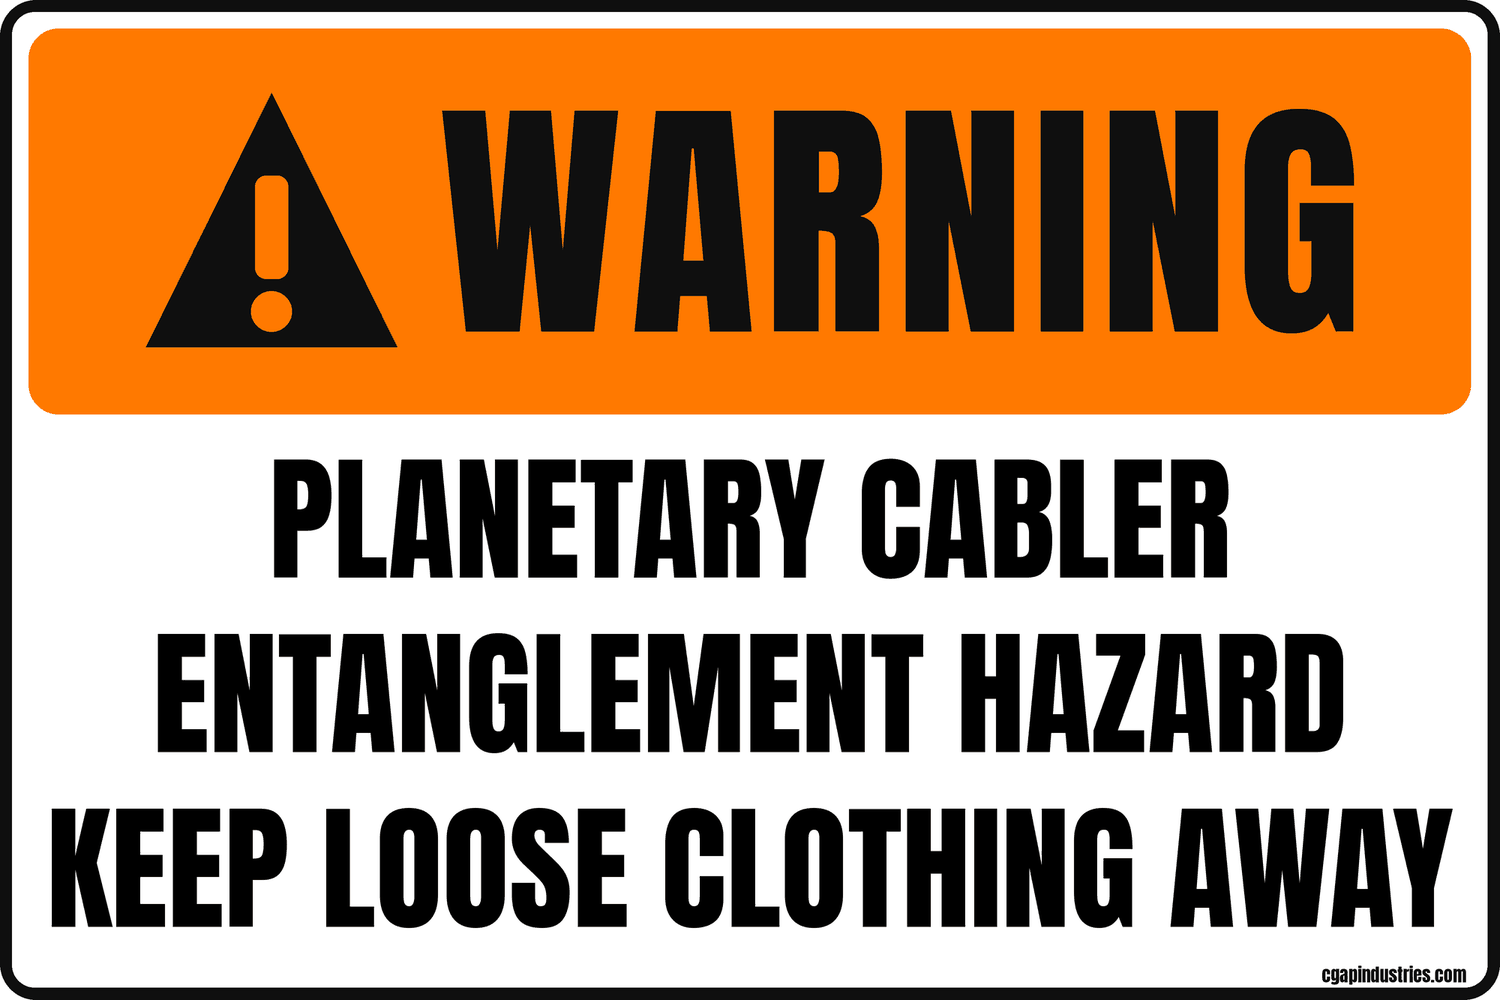 WARNING
PLANETARY CABLER
ENTANGLEMENT HAZARD
KEEP LOOSE CLOTHING AWAY
cgapindustries.com